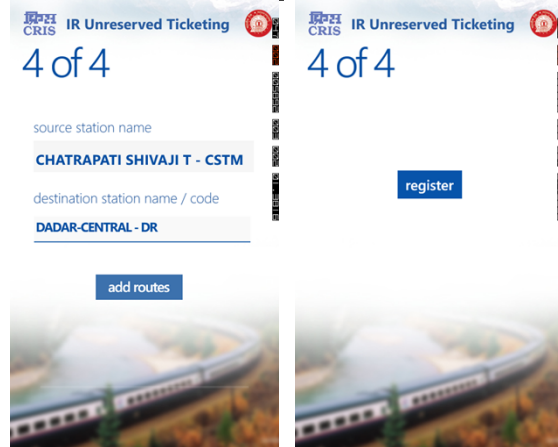 क्रिस
CRIS
IR Unreserved Ticketing
4 of 4
source station name
CHATRAPATI SHIVAJI T - CSTM
destination station name / code
DADAR-CENTRAL - DR
add routes
क्रिस
CRIS
IR Unreserved Ticketing
4 of 4
register